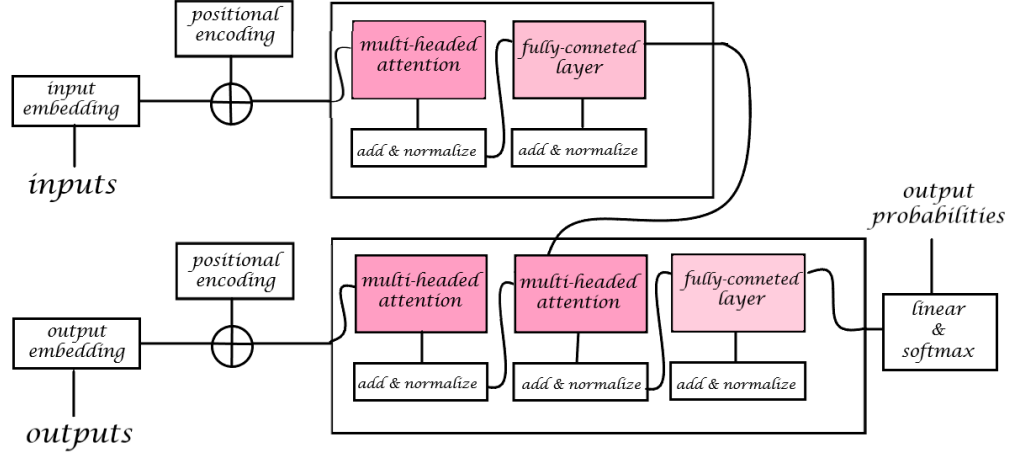 positional
encoding
input
embedding
inputs
multi-headed
attention
fully-conneted
layer
add & normalize
add & normalize
output
probabilities
positional
encoding
output
embedding
outputs
multi-headed
attention
multi-headed
attention
fully-conneted
layer
add & normalize
add & normalize
add & normalize
linear
&
softmax